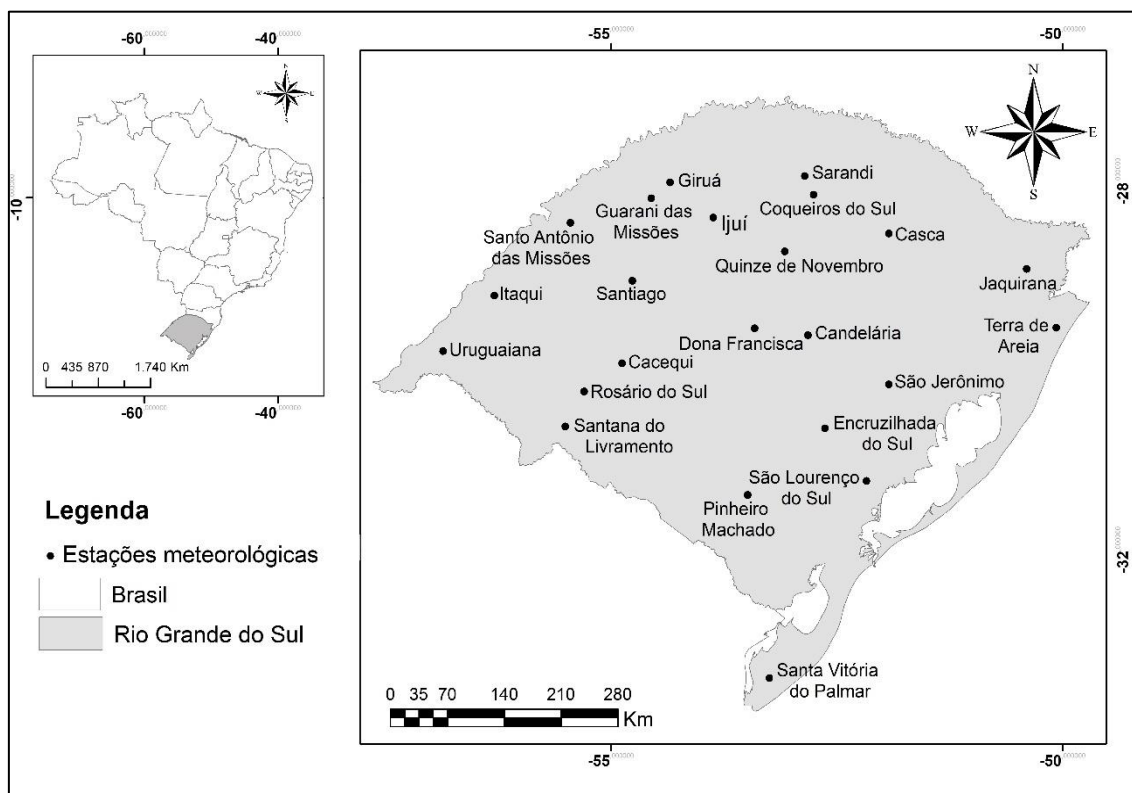 -60 -40
N
W E
S
-10
0 435 870 1.740 Km
-60 -40
Legenda
Estações meteorológicas
Brasil
Rio Grande do Sul
-55 -50
N
W E
S
-28
-32
Giruá
Sarandi
Guarani das
Missões
Ijuí
Coqueiros do Sul
Santo Antônio
das Missões
Casca
Quinze de Novembro
Jaquirana
Itaqui
Santiago
Terra de
Areia
Dona Francisca
Candelária
Uruguaiana
Cacequi
São Jerônimo
Rosário do Sul
Santana do
Livramento
Encruzilhada
do Sul
São Lourenço
do Sul
Pinheiro
Machado
Santa Vitória
do Palmar
0 35 70 140 210 280
Km
-55 -50